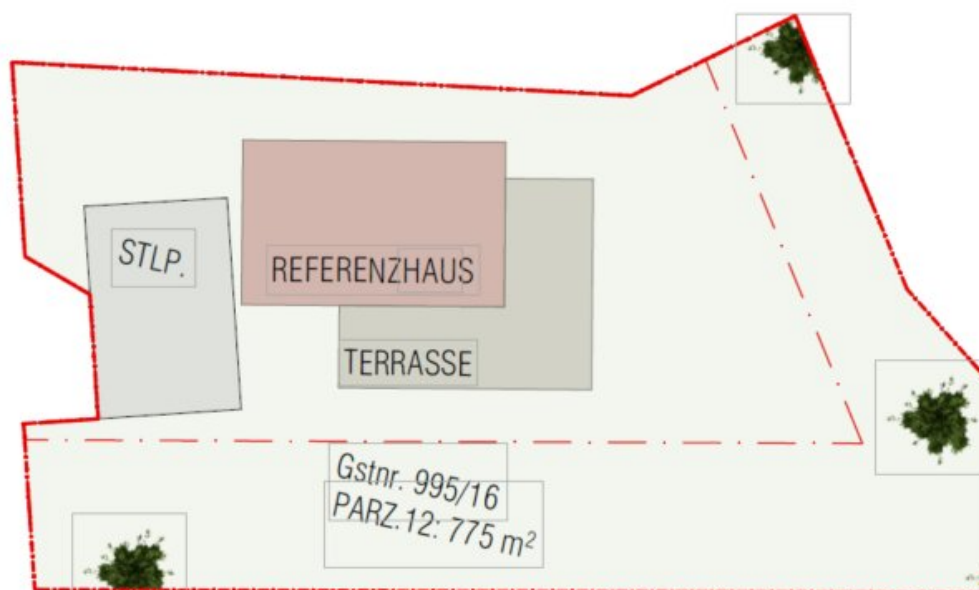 STLP.
REFERENZHAUS
TERRASSE
Gstnr. 995/16
PARZ.12: 775 m²